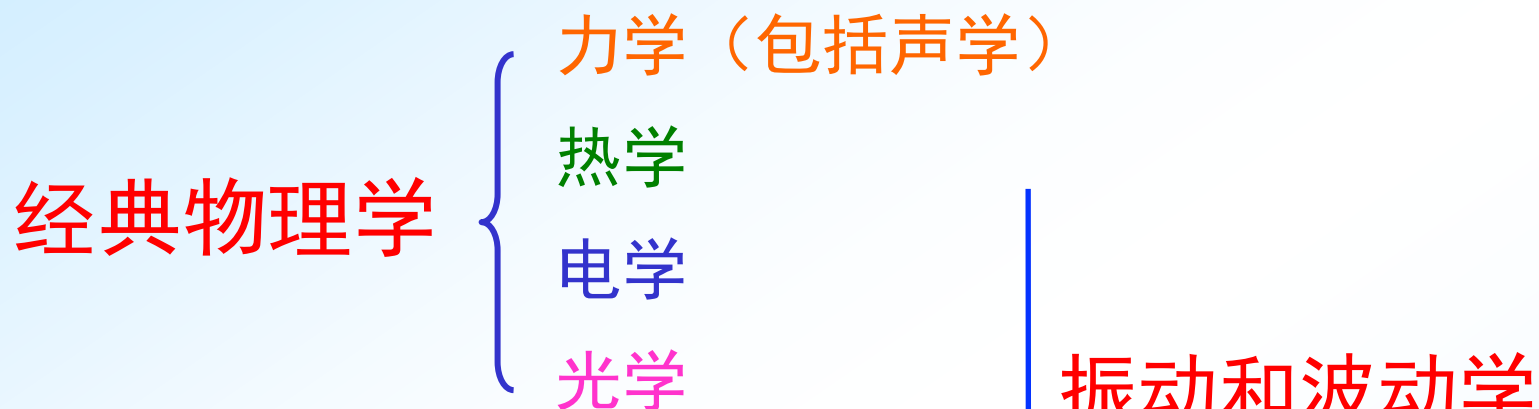 力学（包括声学）
热学
经典物理学
电学
光学
振动和波动学